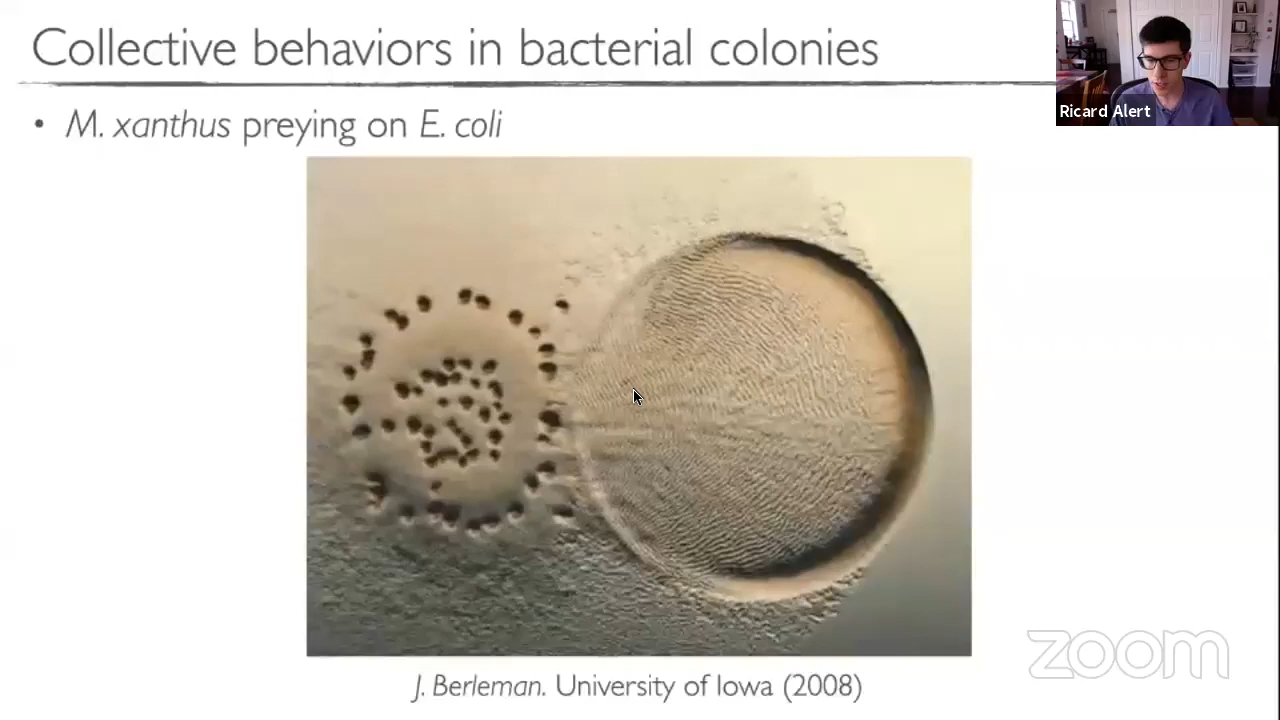 Collective behaviors in bacterial colonies
Ricard Alert
• M. xanthus preying on E. coli
J. Berleman. University of Iowa (2008)
zoom